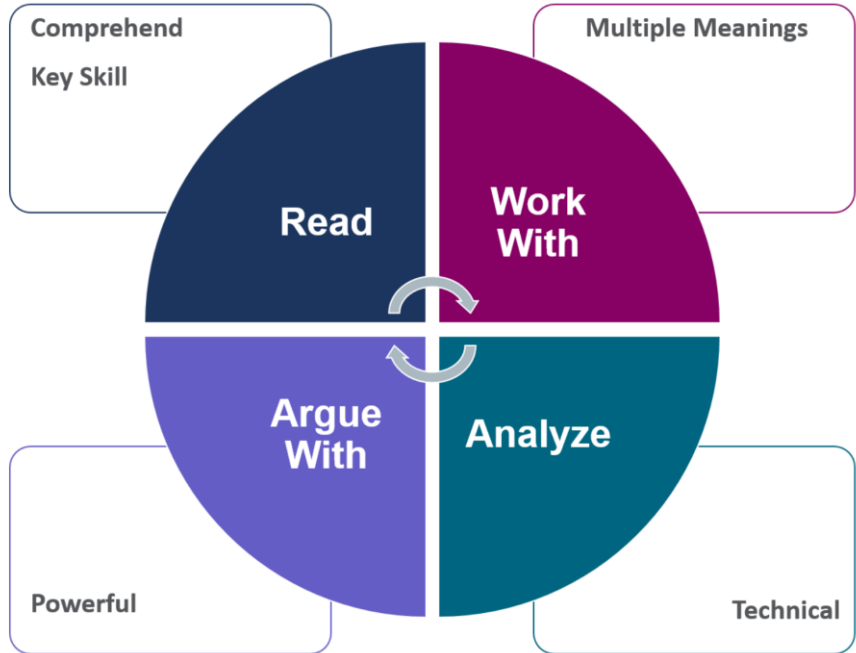 Comprehend
Key Skill
Multiple Meanings
Read
Work
With
Argue
With
Analyze
Powerful
Technical